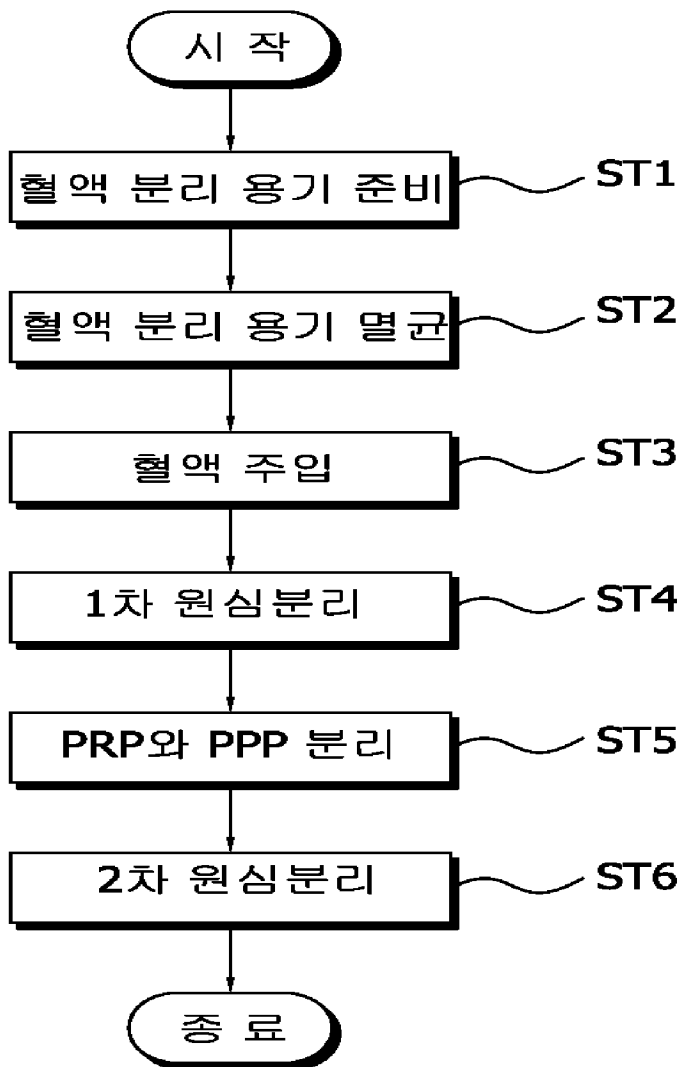 시 작
혈액 분리 용기 준비
ST1
혈액 분리 용기 멸균
ST2
혈액 주입
ST3
1차 원심분리
ST4
PRP와 PPP 분리
ST5
2차 원심분리
ST6
종 료